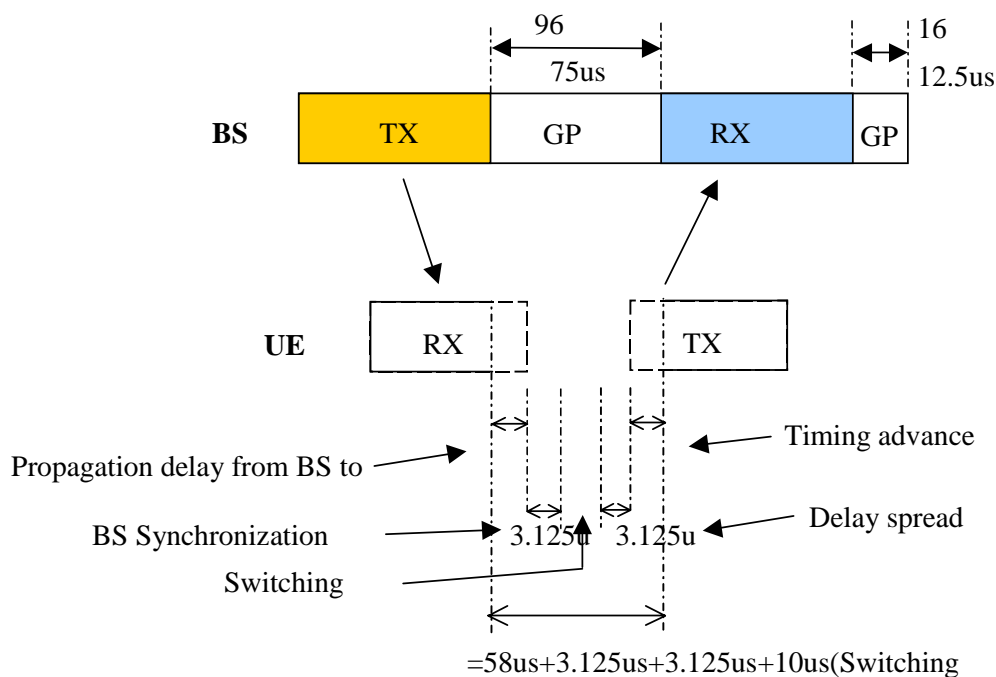 96
16
75us
12.5us
BS
TX
GP
RX
GP
UE
RX
TX
Timing advance
Propagation delay from BS to
BS Synchronization
3.125u
3.125u
Delay spread
Switching
=58us+3.125us+3.125us+10us(Switching